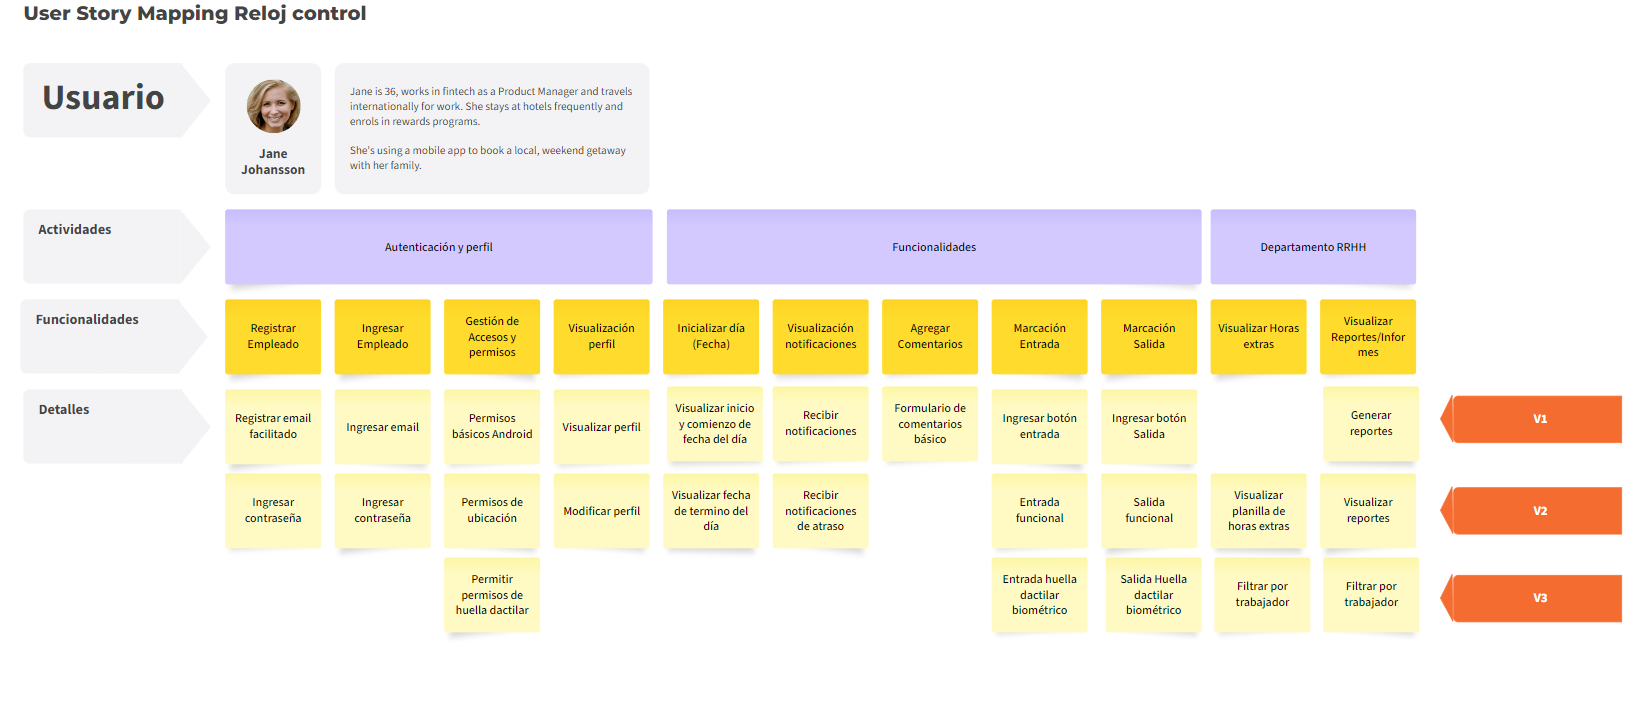 User Story Mapping Reloj control
Usuario
Jane
Johansson
Jane is 36, works in fintech as a Product Manager and travels
internationally for work. She stays at hotels frequently and
enrols in rewards programs.
She's using a mobile app to book a local, weekend getaway
with her family.
Actividades
Autenticación y perfil
Funcionalidades
Departamento RRHH
Funcionalidades
Registrar
Empleado
Ingresar
Empleado
Gestión de
Accesos y
permisos
Visualización
perfil
Inicializar día
(Fecha)
Visualización
notificaciones
Agregar
Comentarios
Marcación
Entrada
Marcación
Salida
Visualizar Horas
extras
Visualizar
Reportes/Infor
mes
Detalles
Registrar email
facilitado
Ingresar email
Permisos
básicos Android
Visualizar perfil
Visualizar inicio
y comienzo de
fecha del día
Recibir
notificaciones
Formulario de
comentarios
básico
Ingresar botón
entrada
Ingresar botón
Salida
Generar
reportes
V1
Ingresar
contraseña
Ingresar
contraseña
Permisos de
ubicación
Modificar perfil
Visualizar fecha
de termino del
día
Recibir
notificaciones
de atraso
Entrada
funcional
Salida
funcional
Visualizar
planilla de
horas extras
Visualizar
reportes
V2
Permitir
permisos de
huella dactilar
Entrada huella
dactilar
biométrico
Salida Huella
dactilar
biométrico
Filtrar por
trabajador
Filtrar por
trabajador
V3